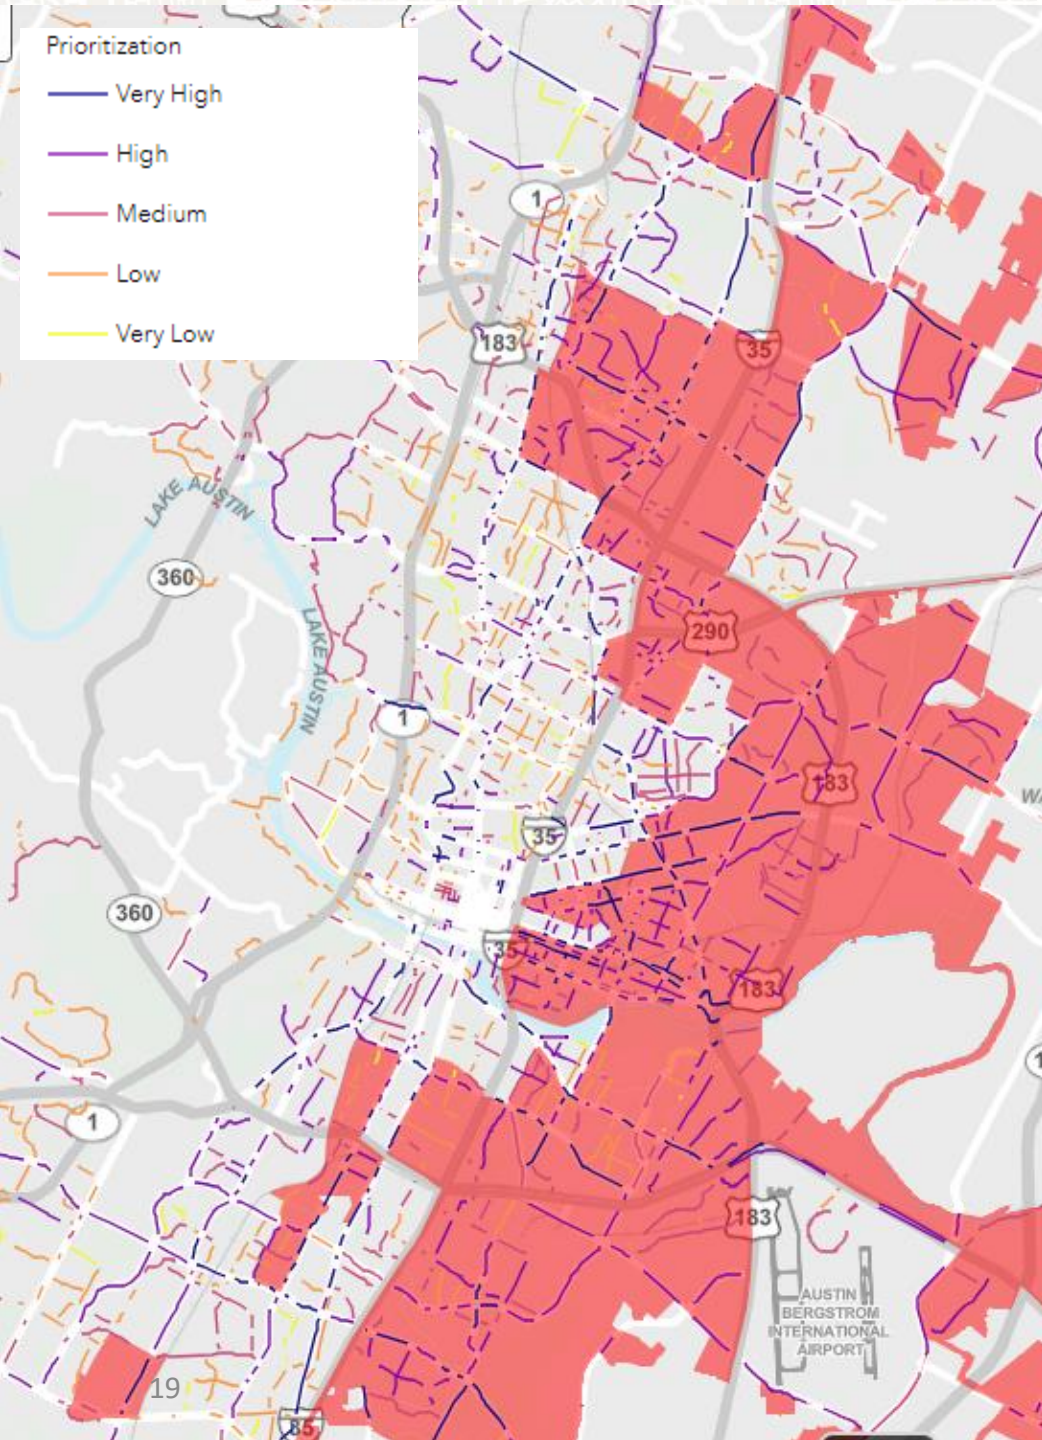 Prioritization
Very High
High
Medium
Low
Very Low
1
183
35
LAKE AUSTIN
360
LAKE AUSTIN
290
1
183
35
360
35
183
1
183
AUSTIN
BERGSTROM
INTERNATIONAL
AIRPORT
19
35